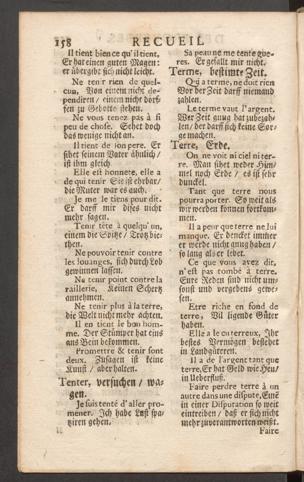 158 RECUEIL
Il tient bien ce qu'il tient.
Er hat einen guten Magen:
er übergibt sich nicht leicht.
Ne tenir rien de quel-
cun, Von einem nicht de-
pendiren / einem nicht dörf-
fen zu Gebotte stehen.
Ne vous tenez pas à si
peu de chose. Sehet doch
das wenige nicht an.
Il tient de son pere. Er
sihet seinem Vater ähnlich /
ist ihm gleich
Elle est honnete, elle a
de qui tenir Sie ist ehrbar /
die Muter war es auch.
Je me le tiens pour dit.
Er darff mir dises nicht
mehr sagen.
Tenir téte à quelqu'un,
einem die Spitze / Trotz bie-
then.
Ne pouvoir tenir contre
les louanges, sich durch Lob
gewinnen lassen.
Ne tenir point contre la
raillerie, Keinen Schertz
annehmen.
Ne tenir plus à la terre,
die Welt nicht mehr achten.
Il en tient le bon hom-
me. Der Stümper hat eins
ans Bein bekommen.
Promettre & tenir sont
deux. Zusagen ist keine
Kunst / aber halten.
Tenter, versuchen / wa-
gen.
Je suis tenté d'aller pro-
mener. Ich habe Lust spa-
tziren gehen.
Sa peau ne me tente gue-
res. Er gefallt mir nicht.
Terme, bestimte Zeit.
Qui a terme, ne doit rien
Vor der Zeit darff niemand
zahlen.
Le terme vaut l'argent.
Wer Zeit gnug hat zubezah-
len / der darff sich keine Sor-
ge machen.
Terre, Erde.
On ne voit ni ciel ni ter-
re. Man sihet weder Him-
mel noch Erde / es ist sehr
dunckel.
Tant que terre nous
pourra porter. So weit als
wir werden können fortkom-
men.
Il a peur que terre ne lui
manque. Er dencket immer
er werde nicht gnug haben /
so lang als er lebet.
Ce que vous avez dit,
n'est pas tombé à terre.
Eure Reden sind nicht um-
sonst und vergebens gewe-
sen.
Etre riche en fond de
terre, Vil ligende Güter
haben.
Ihr
bestes Vermögen bestehet
in Landgütern.
Il a de l'argent tant que
terre, Er hat Geld wie Heu /
in Ueberfluß.
Faire perdre terre à un
autre dans une dispute, Eine
in einer Disputation so weit
eintreiben / daß er sich nicht
mehr zuverantworten weißt.
Faire